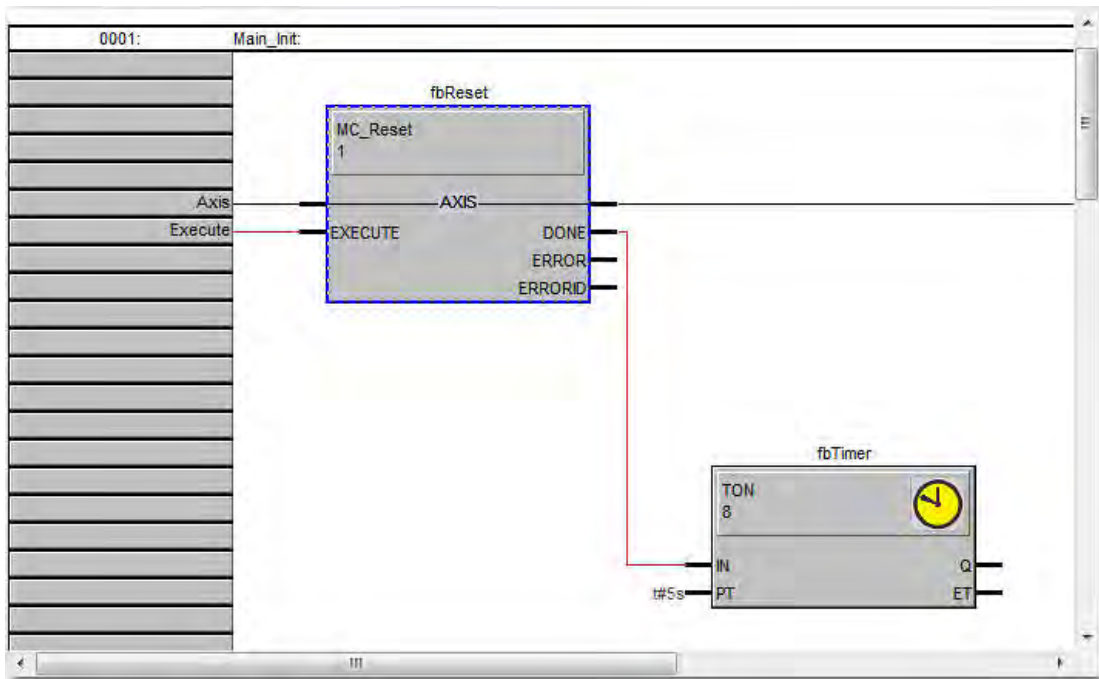 0001: Main_Init:
fbReset
MC_Reset
1
Axis AXIS
Execute EXECUTE DONE
ERROR
ERRORID
fbTimer
TON
8
IN Q
t#5s PT ET